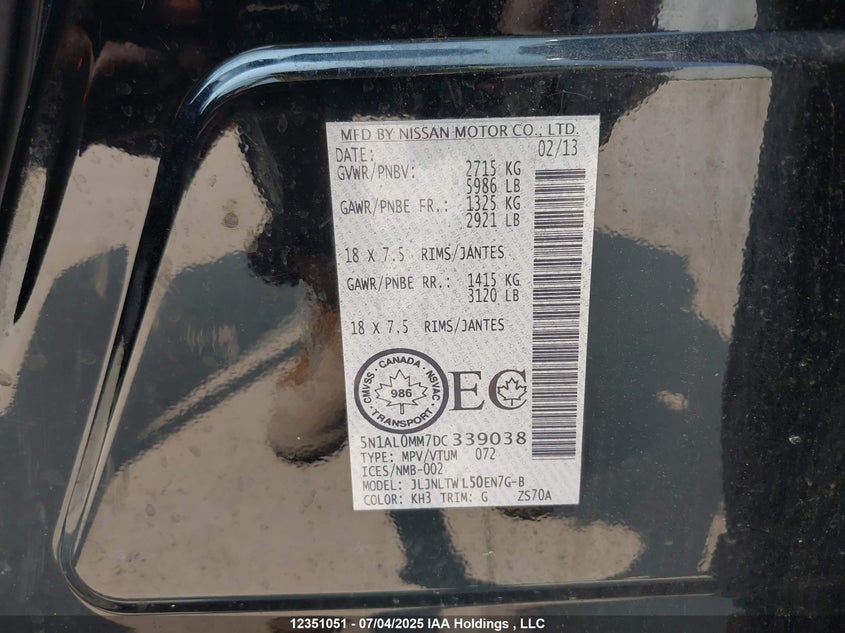 MFD BY NISSAN MOTOR CO., LTD.
DATE: 02/13
GVWR/PNBV: 2715 KG
5986 LB
GAWR/PNBE FR.: 1325 KG
2921 LB
18 X 7.5 RIMS/JANTES
GAWR/PNBE RR.: 1415 KG
3120 LB
18 X 7.5 RIMS/JANTES
CANADA
CMVSS 986 NSVAC
TRANSPORT
EC
5N1AL0MM7DC339038
TYPE: MPV/VTUM 072
ICES/NMB-002
MODEL: JLJNLTWL50EN7G-B
COLOR: KH3 TRIM: G ZS70A
12351051 - 07/04/2025 IAA Holdings , LLC